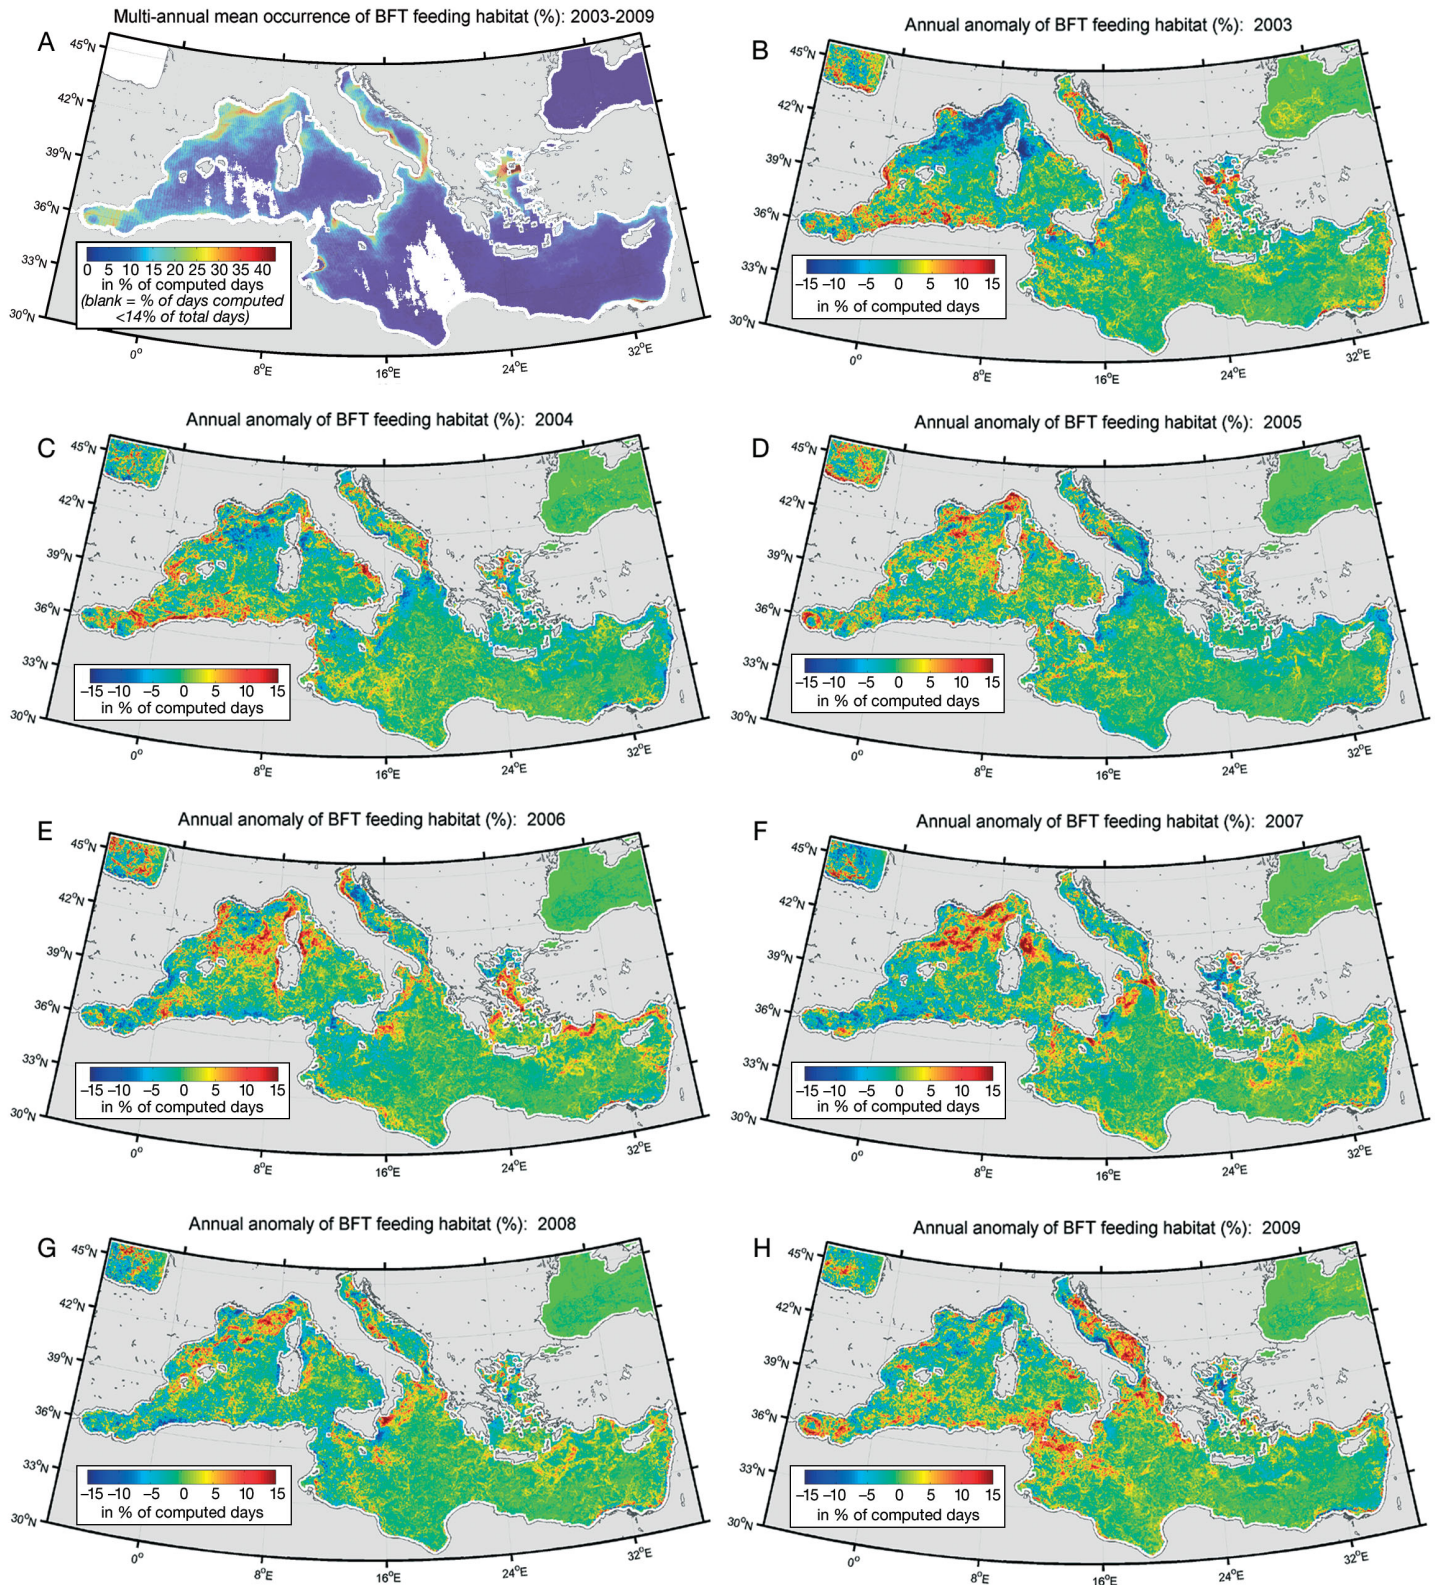 Multi-annual mean occurrence of BFT feeding habitat (%): 2003-2009
A
45°N
42°N
39°N
36°N
33°N
30°N
0 5 10 15 20 25 30 35 40
in % of computed days
(blank = % of days computed
<14% of total days)
0°
8°E
16°E
24°E
32°E
Annual anomaly of BFT feeding habitat (%): 2003
B
45°N
42°N
39°N
36°N
33°N
30°N
−15 −10 −5 0 5 10 15
in % of computed days
0°
8°E
16°E
24°E
32°E
Annual anomaly of BFT feeding habitat (%): 2004
C
45°N
42°N
39°N
36°N
33°N
30°N
−15 −10 −5 0 5 10 15
in % of computed days
0°
8°E
16°E
24°E
32°E
Annual anomaly of BFT feeding habitat (%): 2005
D
45°N
42°N
39°N
36°N
33°N
30°N
−15 −10 −5 0 5 10 15
in % of computed days
0°
8°E
16°E
24°E
32°E
Annual anomaly of BFT feeding habitat (%): 2006
E
45°N
42°N
39°N
36°N
33°N
30°N
−15 −10 −5 0 5 10 15
in % of computed days
0°
8°E
16°E
24°E
32°E
Annual anomaly of BFT feeding habitat (%): 2007
F
45°N
42°N
39°N
36°N
33°N
30°N
−15 −10 −5 0 5 10 15
in % of computed days
0°
8°E
16°E
24°E
32°E
Annual anomaly of BFT feeding habitat (%): 2008
G
45°N
42°N
39°N
36°N
33°N
30°N
−15 −10 −5 0 5 10 15
in % of computed days
0°
8°E
16°E
24°E
32°E
Annual anomaly of BFT feeding habitat (%): 2009
H
45°N
42°N
39°N
36°N
33°N
30°N
−15 −10 −5 0 5 10 15
in % of computed days
0°
8°E
16°E
24°E
32°E